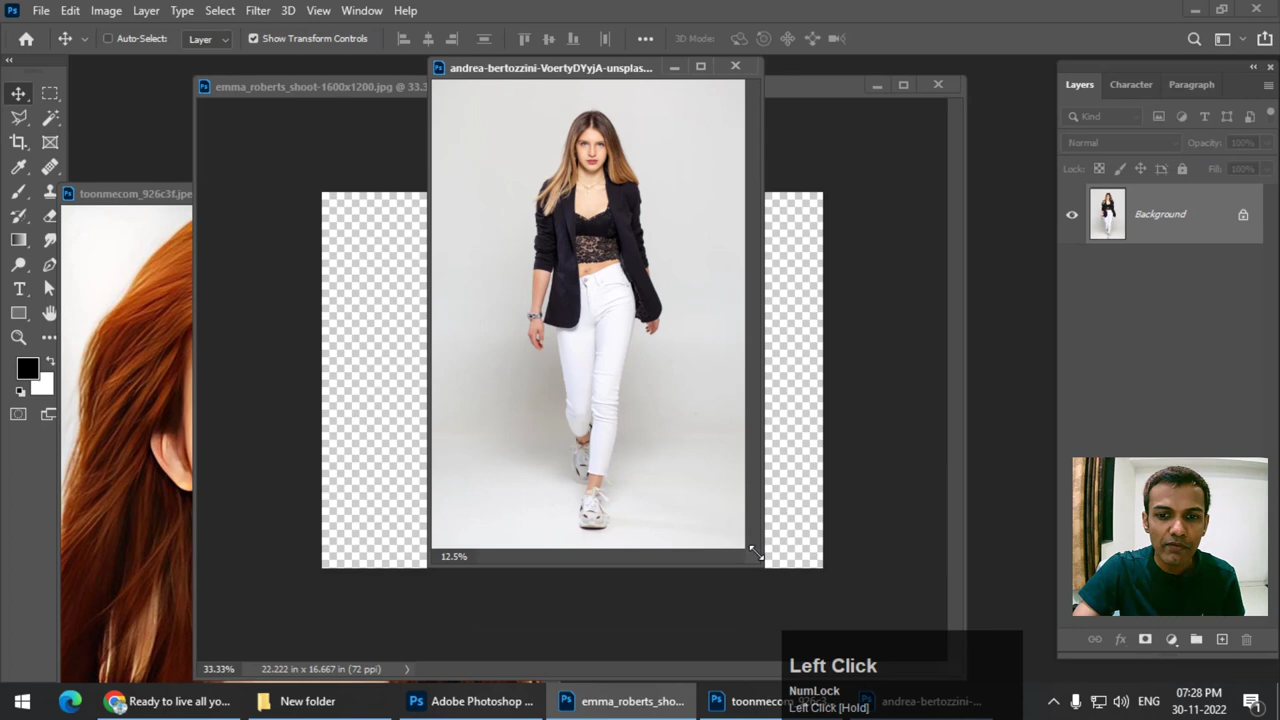 Ps File Edit Image Layer Type Select Filter 3D View Window Help
Auto-Select: Layer Show Transform Controls 3D Mode:
andrea-bertozzini-VoertyDYyjA-unsplas...
emma_roberts_shoot-1600x1200.jpg @ 33.3
toonmecom_926c3f.jpe
Layers Character Paragraph
Kind
Normal Opacity: 100%
Lock: Fill: 100%
Background
12.5%
33.33% 22.222 in x 16.667 in (72 ppi)
Left Click
NumLock
Left Click [Hold]
Ready to live all yo... New folder Adobe Photoshop ... emma_roberts_sho... toonmecom_926c3f... andrea-bertozzini-... ENG
07:28 PM
30-11-2022